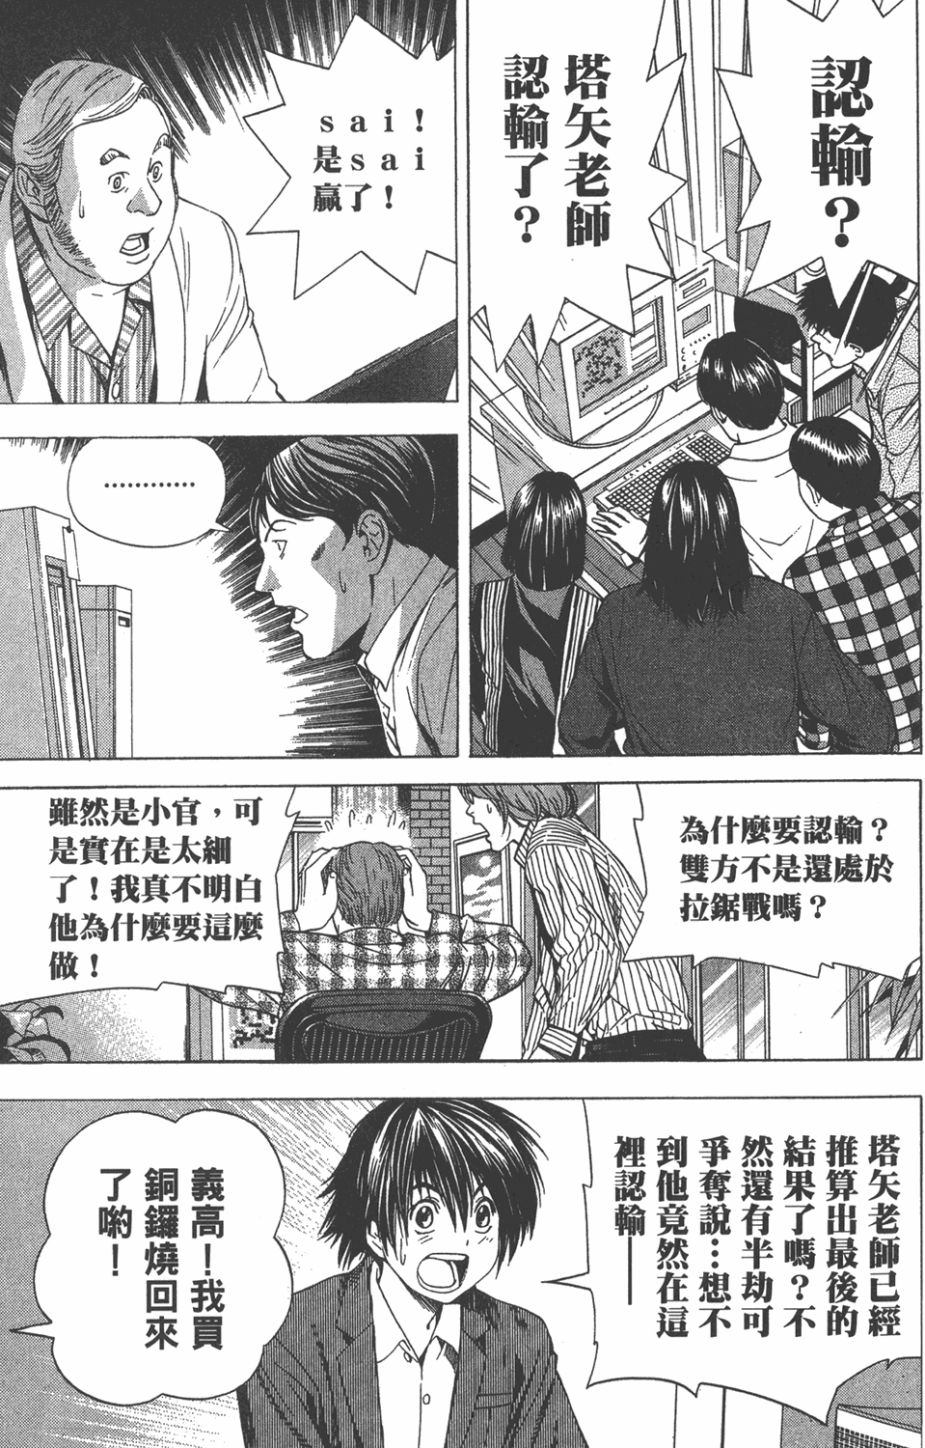 認輸？
塔矢老師
認輸了？
sai！
是sai
贏了！
…………
為什麼要認輸？
雙方不是還處於
拉鋸戰嗎？
雖然是小官，可
是實在是太細
了！我真不明白
他為什麼要這麼
做！
塔矢老師已經
推算出最後的
結果了嗎？不
然還有半劫可
爭奪說…想不
到他竟然在這
裡認輸——
義高！我買
銅鑼燒回來
了喲！